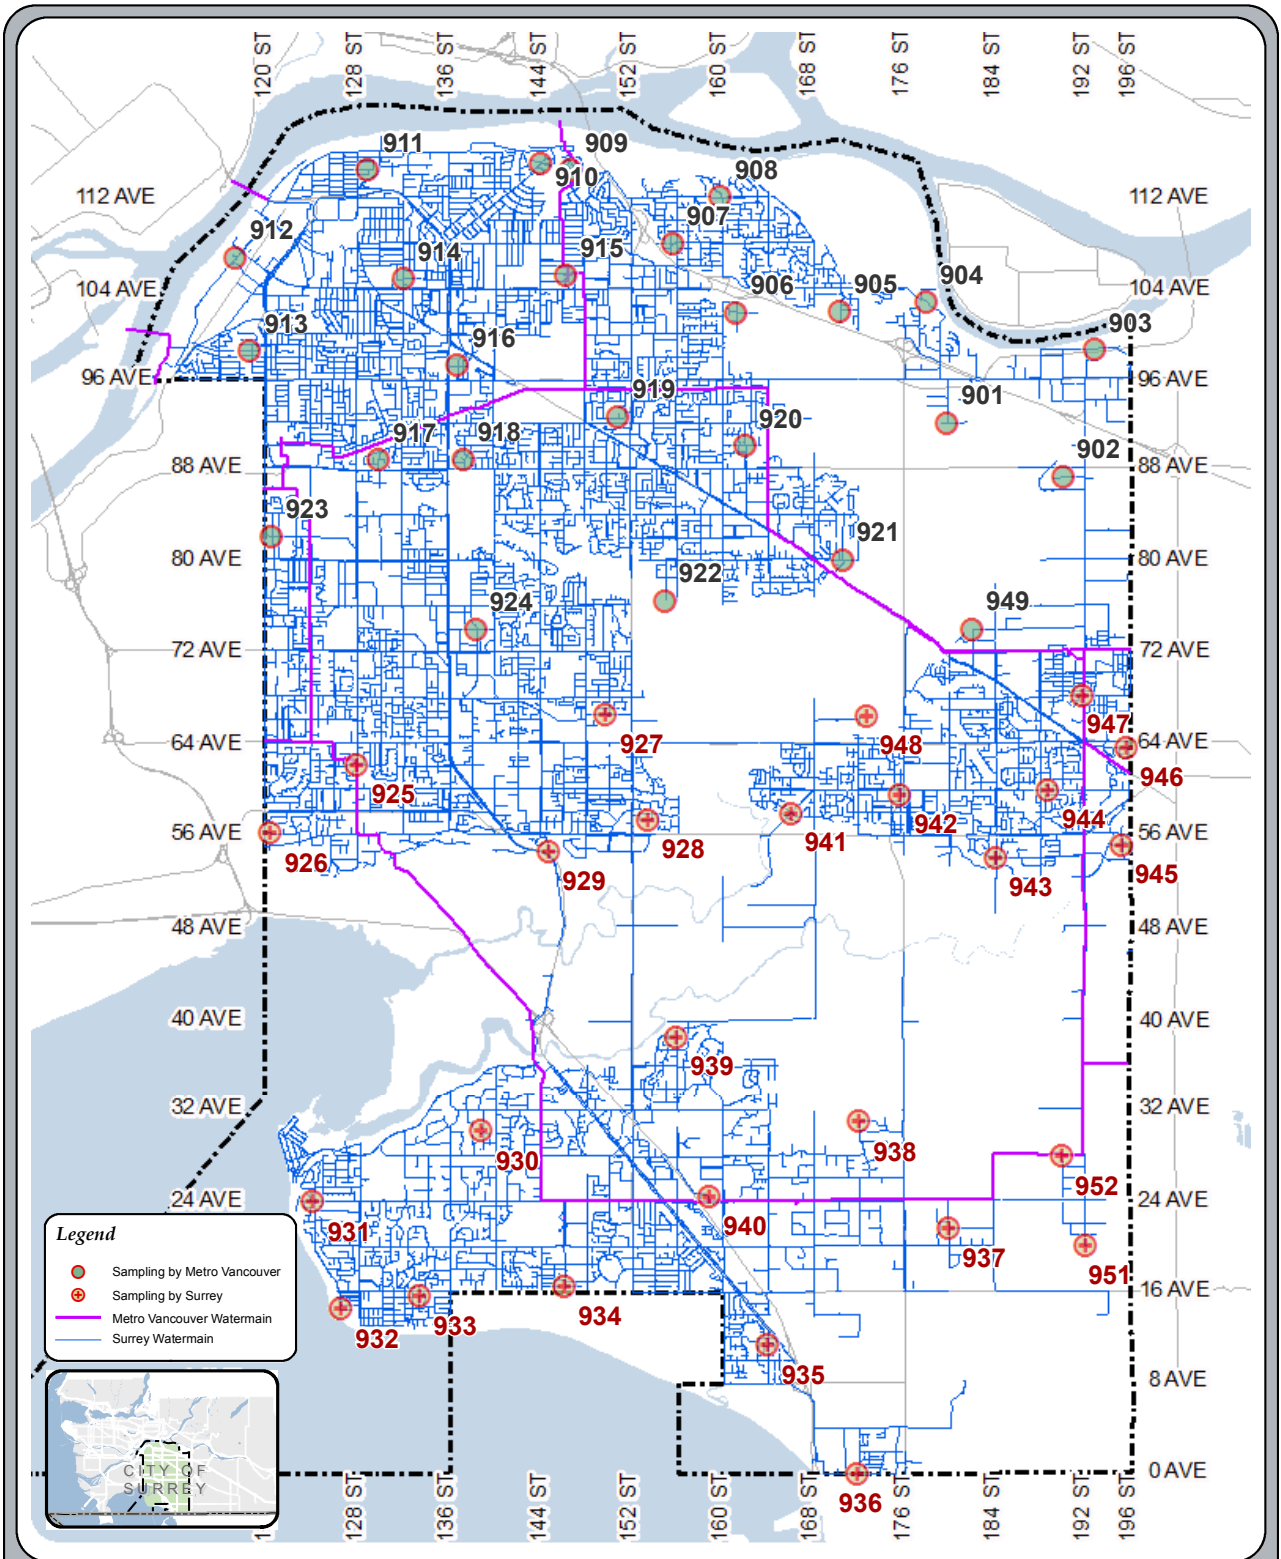 120 ST
128 ST
136 ST
144 ST
152 ST
160 ST
168 ST
176 ST
184 ST
192 ST
196 ST
911
909
910
908
112 AVE
112 AVE
907
912
914
915
904
104 AVE
906
905
104 AVE
913
916
903
96 AVE
919
96 AVE
901
917
918
920
902
88 AVE
88 AVE
923
921
80 AVE
80 AVE
922
924
949
72 AVE
72 AVE
947
64 AVE
927
948
64 AVE
946
925
944
942
56 AVE
926
928
941
56 AVE
929
943
945
48 AVE
48 AVE
40 AVE
40 AVE
939
32 AVE
32 AVE
930
938
952
24 AVE
24 AVE
931
940
937
951
16 AVE
932
933
934
935
8 AVE
0 AVE
936
Legend
Sampling by Metro Vancouver
Sampling by Surrey
Metro Vancouver Watermain
Surrey Watermain
CITY OF
SURREY
128 ST
136 ST
144 ST
152 ST
160 ST
168 ST
176 ST
184 ST
192 ST
196 ST